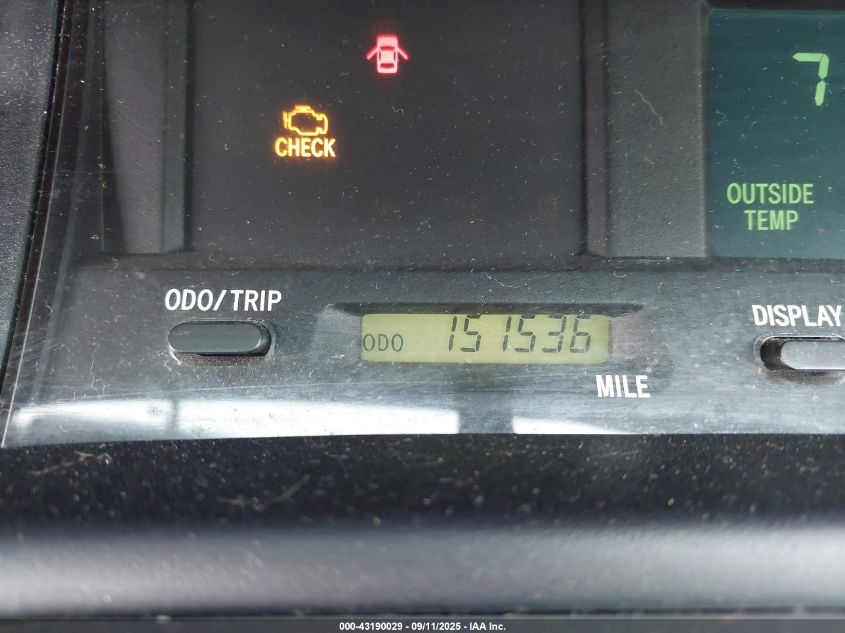 7
CHECK
OUTSIDE
TEMP
ODO/TRIP
DISPLAY
ODO 151536
MILE
000-43190029 - 09/11/2025 - IAA Inc.